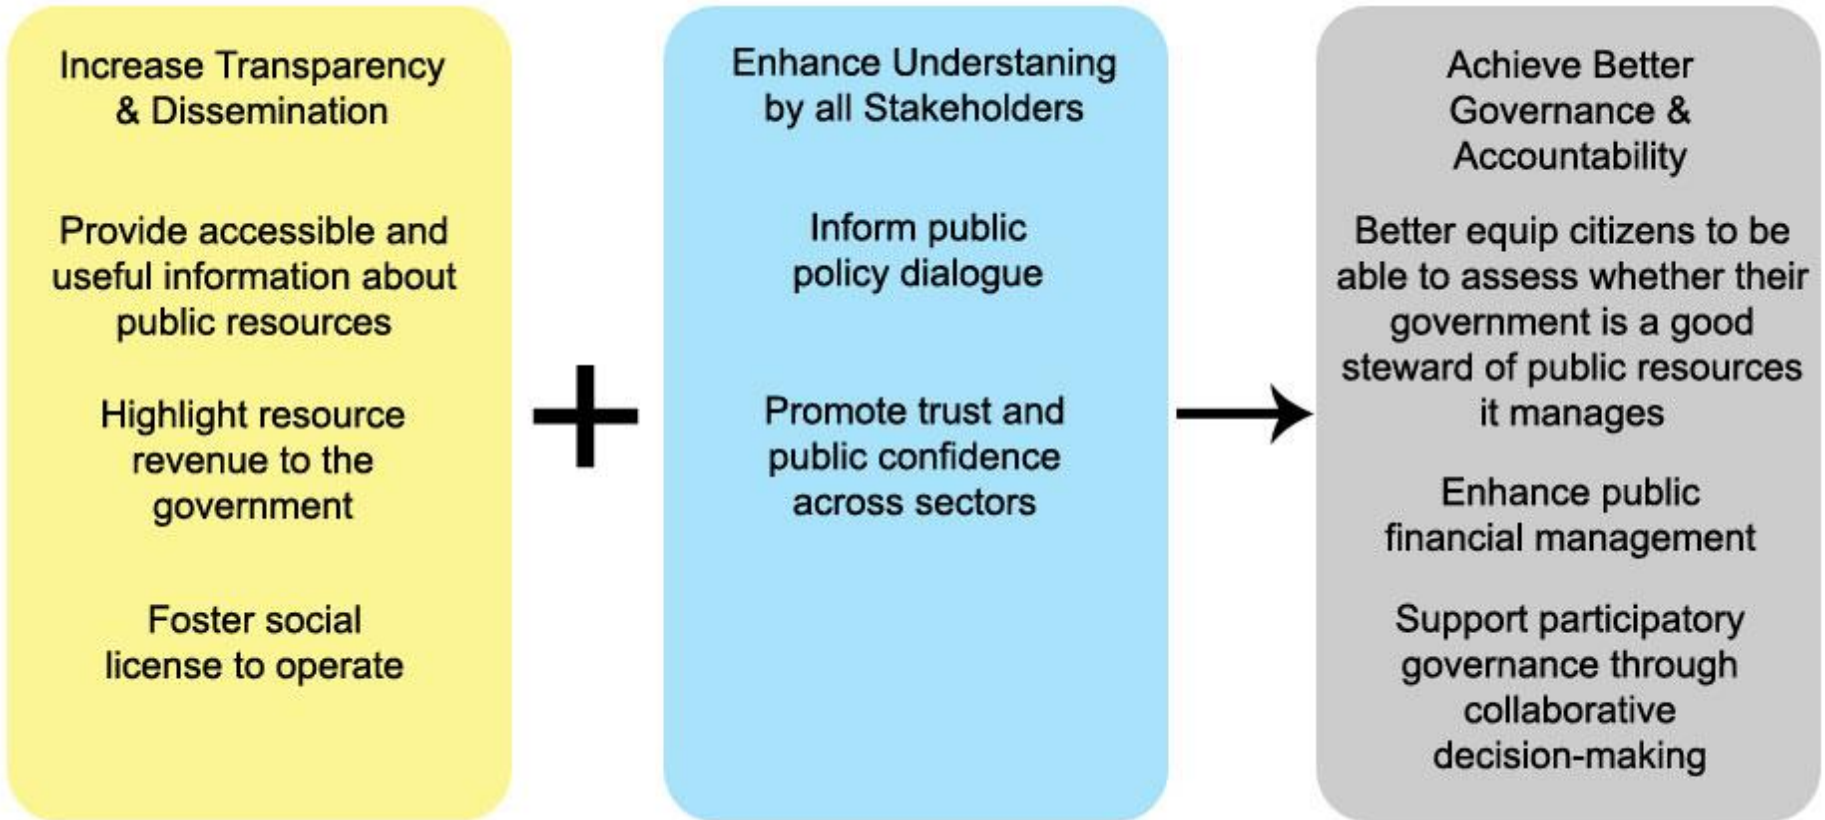 Increase Transparency
& Dissemination
Provide accessible and
useful information about
public resources
Highlight resource
revenue to the
government
Foster social
license to operate
Enhance Understaning
by all Stakeholders
Inform public
policy dialogue
Promote trust and
public confidence
across sectors
Achieve Better
Governance &
Accountability
Better equip citizens to be
able to assess whether their
government is a good
steward of public resources
it manages
Enhance public
financial management
Support participatory
governance through
collaborative
decision-making